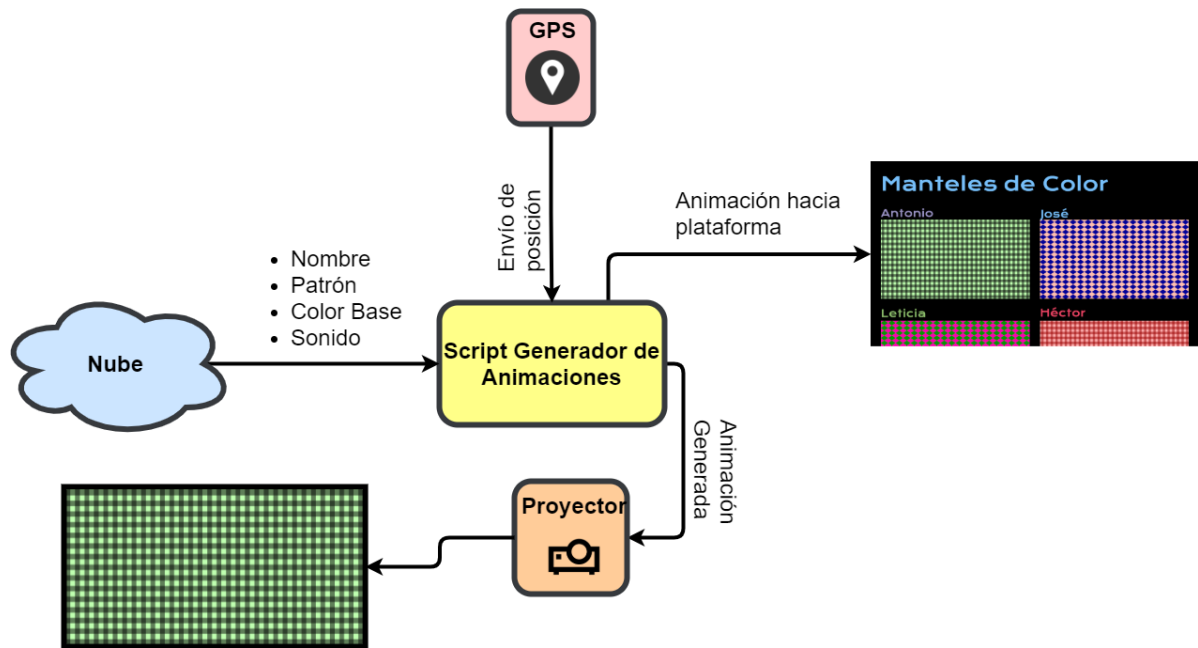 GPS
Envío de
posición
Animación hacia
plataforma
Manteles de Color
Antonio
José
Leticia
Héctor
• Nombre
• Patrón
• Color Base
• Sonido
Nube
Script Generador de
Animaciones
Animación
Generada
Proyector